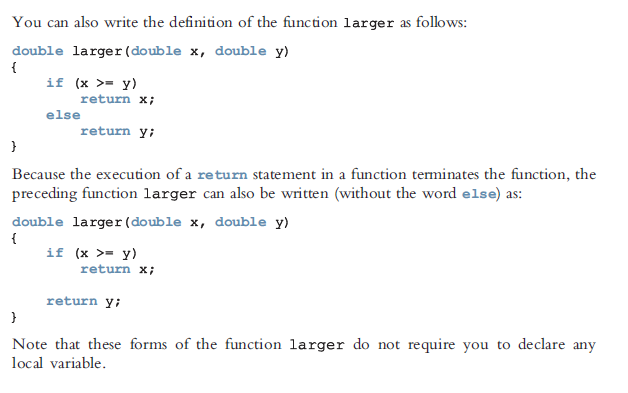 You can also write the definition of the function larger as follows:
double larger(double x, double y)
{
    if (x >= y)
        return x;
    else
        return y;
}
Because the execution of a return statement in a function terminates the function, the
preceding function larger can also be written (without the word else) as:
double larger(double x, double y)
{
    if (x >= y)
        return x;

    return y;
}
Note that these forms of the function larger do not require you to declare any
local variable.